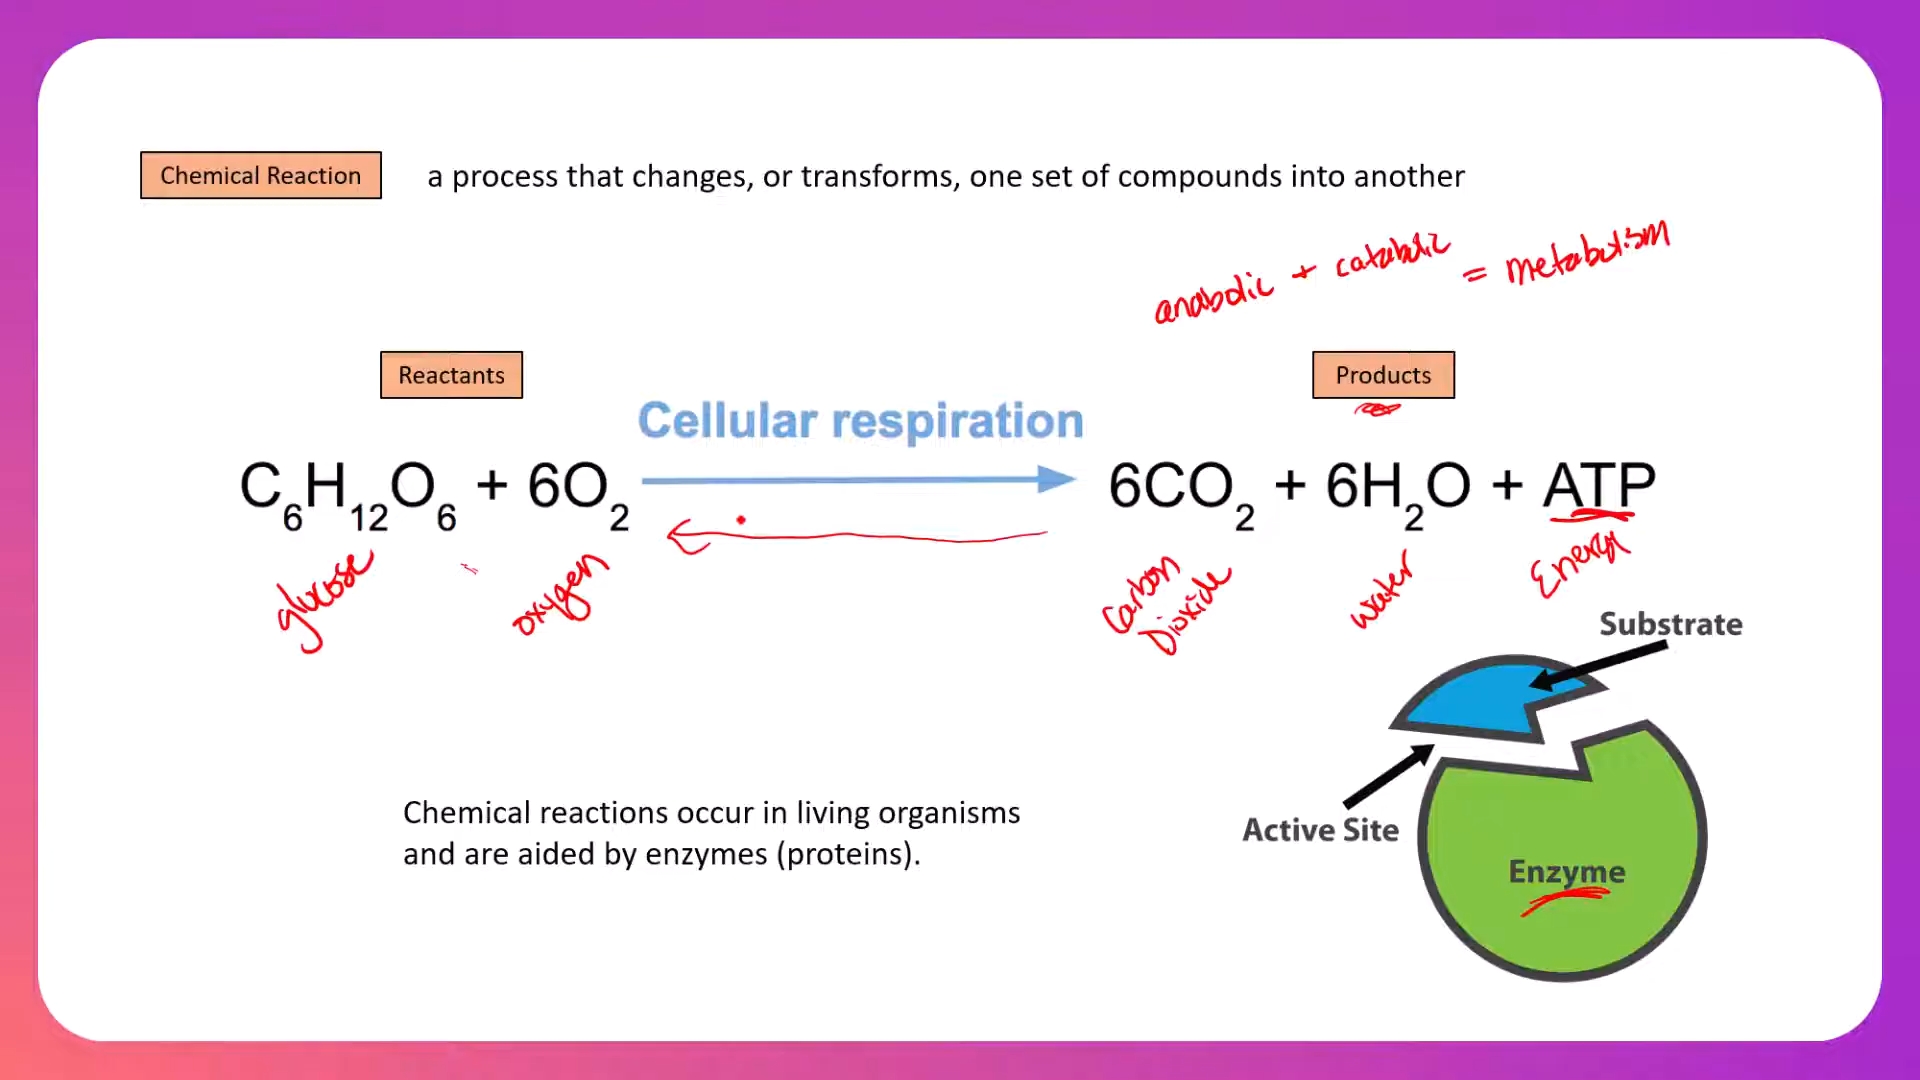 Chemical Reaction
a process that changes, or transforms, one set of compounds into another
anabolic + catabolic = metabolism
Reactants
Products
Cellular respiration
C₆H₁₂O₆ + 6O₂
6CO₂ + 6H₂O + ATP
glucose
oxygen
Carbon
Dioxide
water
Energy
Substrate
Active Site
Enzyme
Chemical reactions occur in living organisms
and are aided by enzymes (proteins).